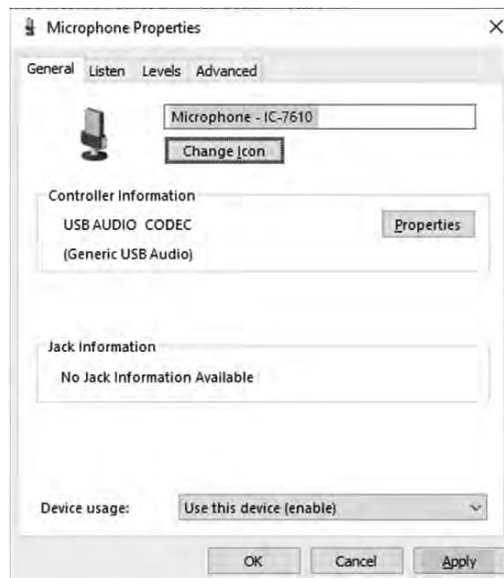 Microphone Properties
General Listen Levels Advanced
Microphone - IC-7610
Change Icon
Controller Information
USB AUDIO CODEC
Properties
(Generic USB Audio)
Jack Information
No Jack Information Available
Device usage: Use this device (enable)
OK Cancel Apply